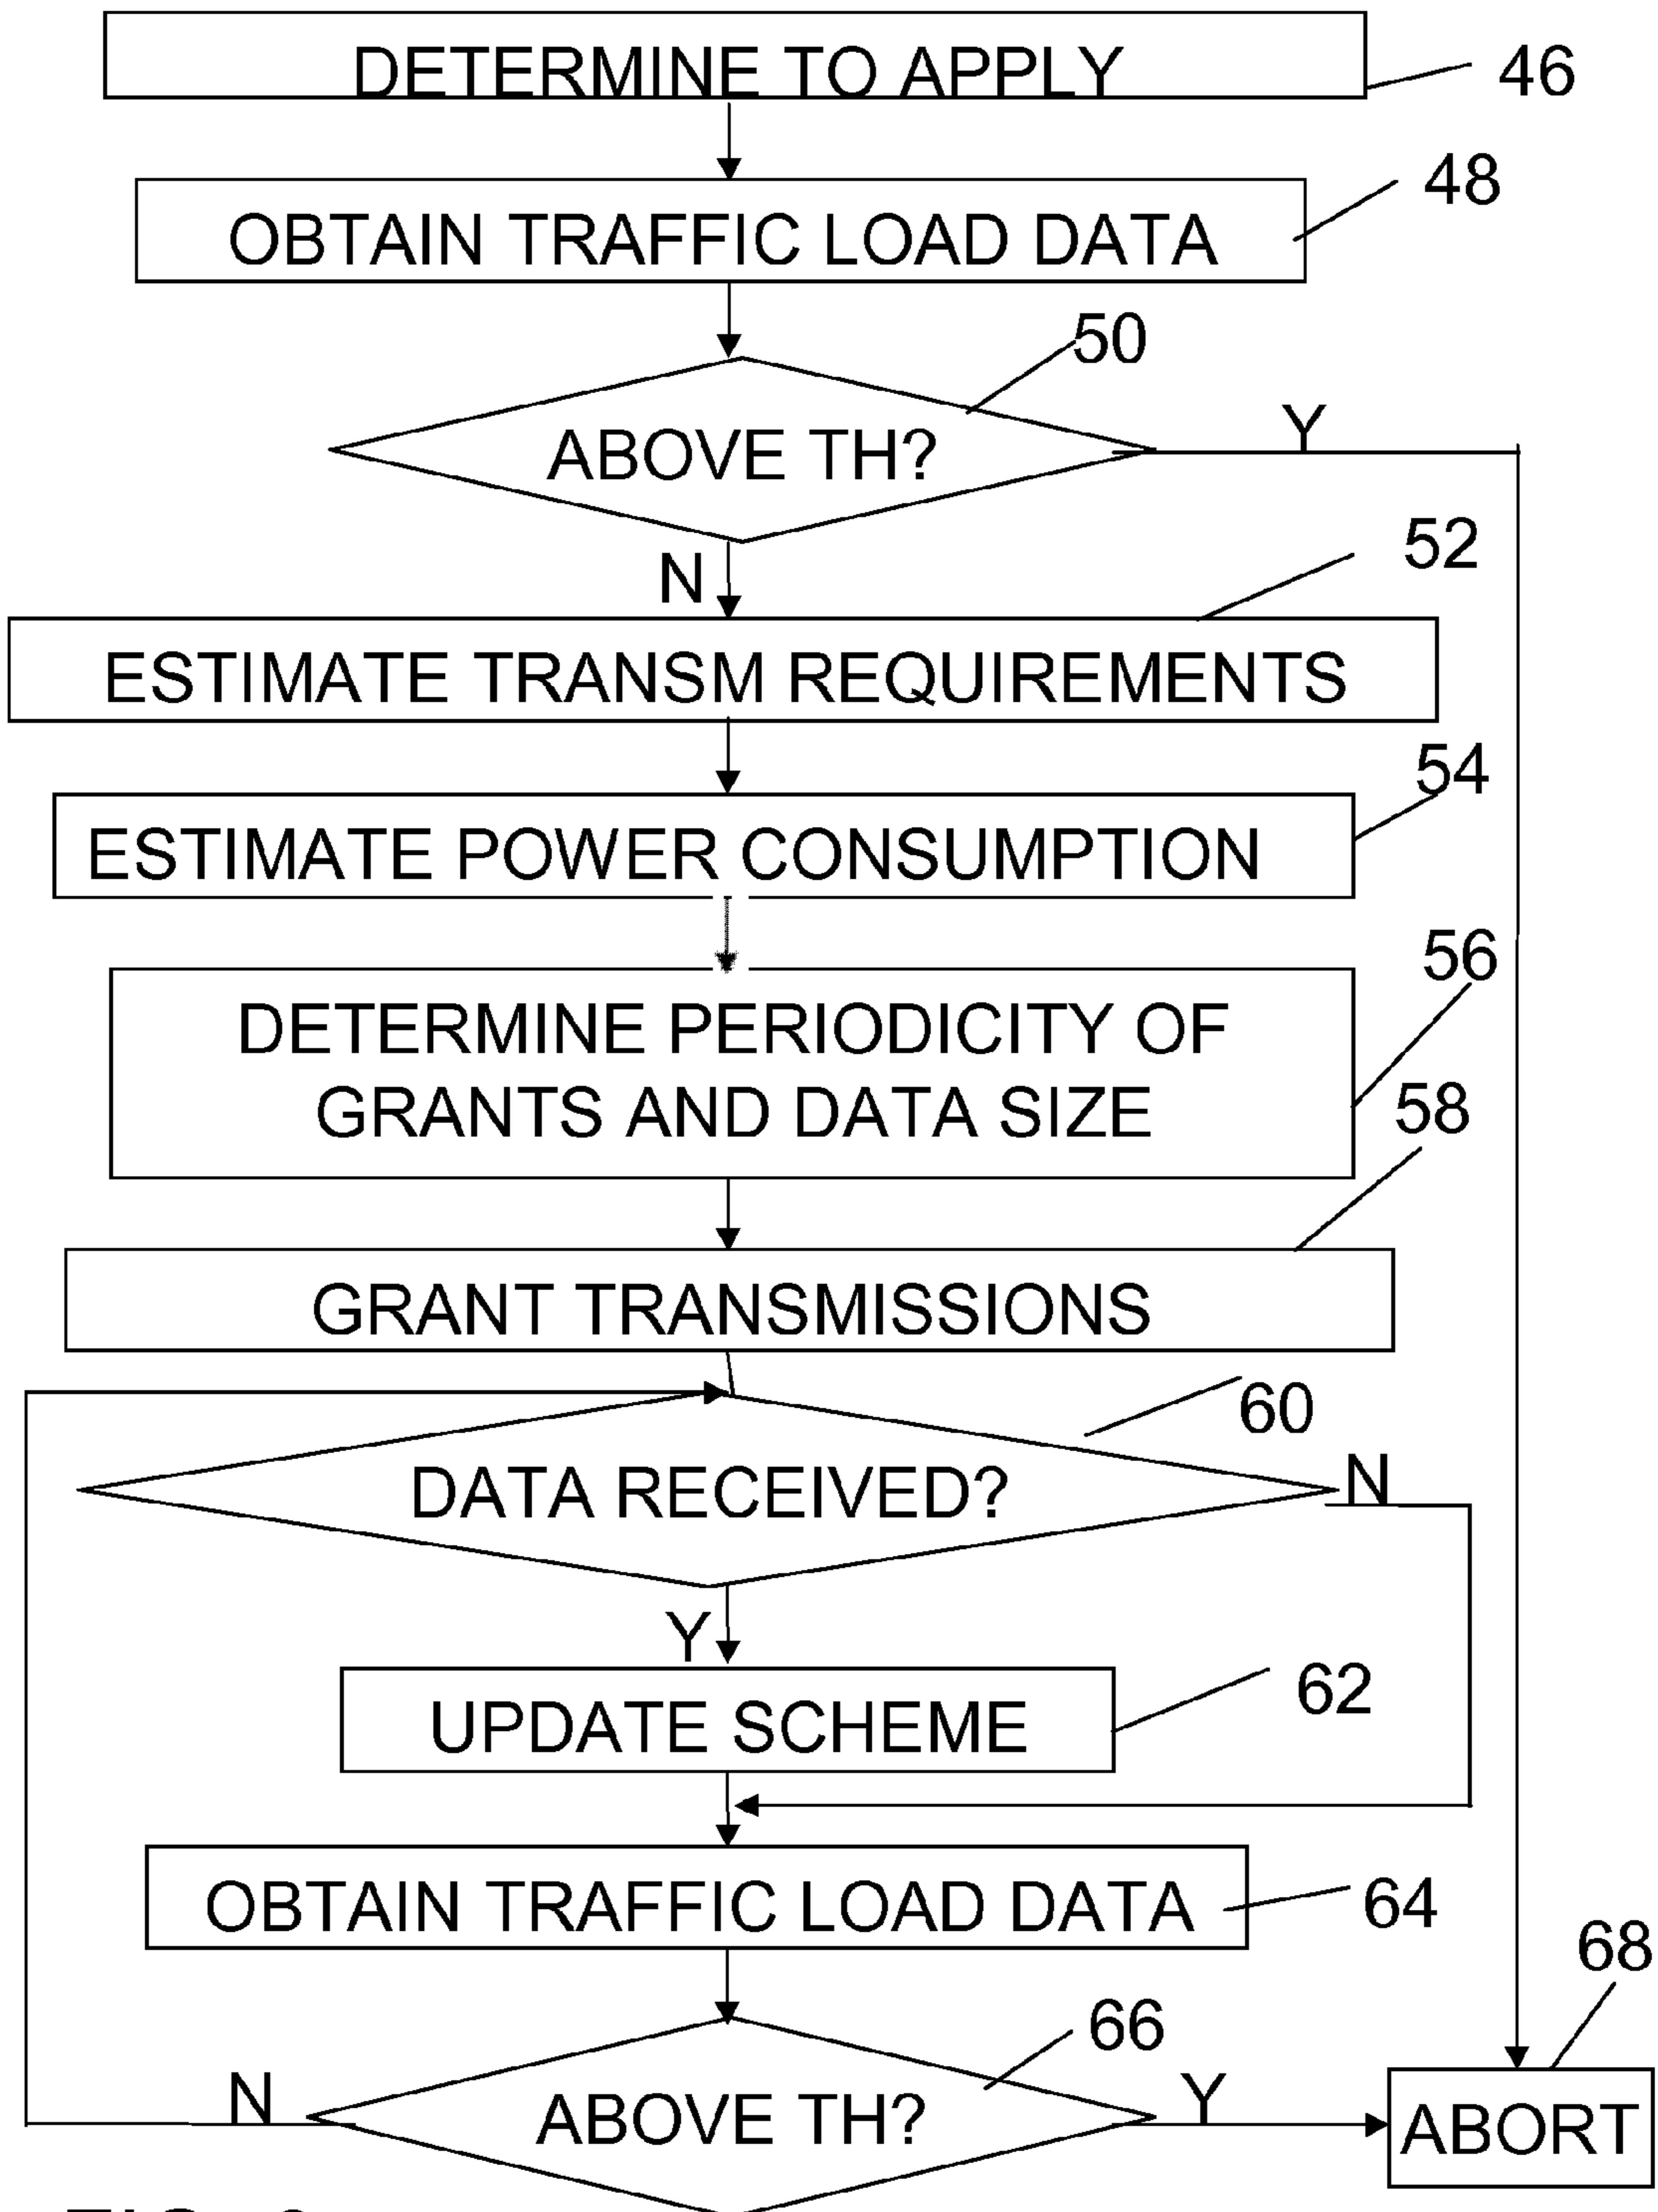 DETERMINE TO APPLY
46
OBTAIN TRAFFIC LOAD DATA
48
50
ABOVE TH?
Y
N
52
ESTIMATE TRANSM REQUIREMENTS
54
ESTIMATE POWER CONSUMPTION
56
DETERMINE PERIODICITY OF
GRANTS AND DATA SIZE
58
GRANT TRANSMISSIONS
60
DATA RECEIVED?
N
Y
62
UPDATE SCHEME
OBTAIN TRAFFIC LOAD DATA
64
68
66
N
ABOVE TH?
Y
ABORT